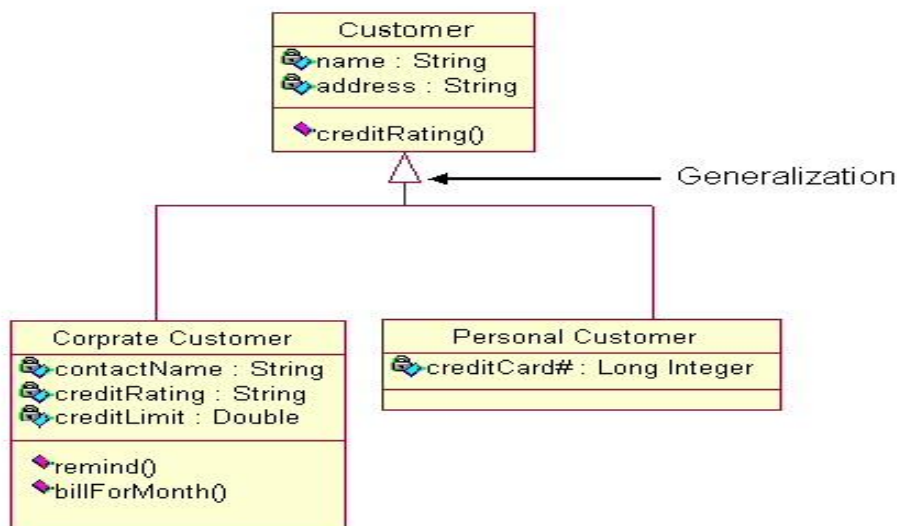 Customer
name : String
address : String
creditRating()
Generalization
Corprate Customer
contactName : String
creditRating : String
creditLimit : Double
remind()
billForMonth()
Personal Customer
creditCard# : Long Integer